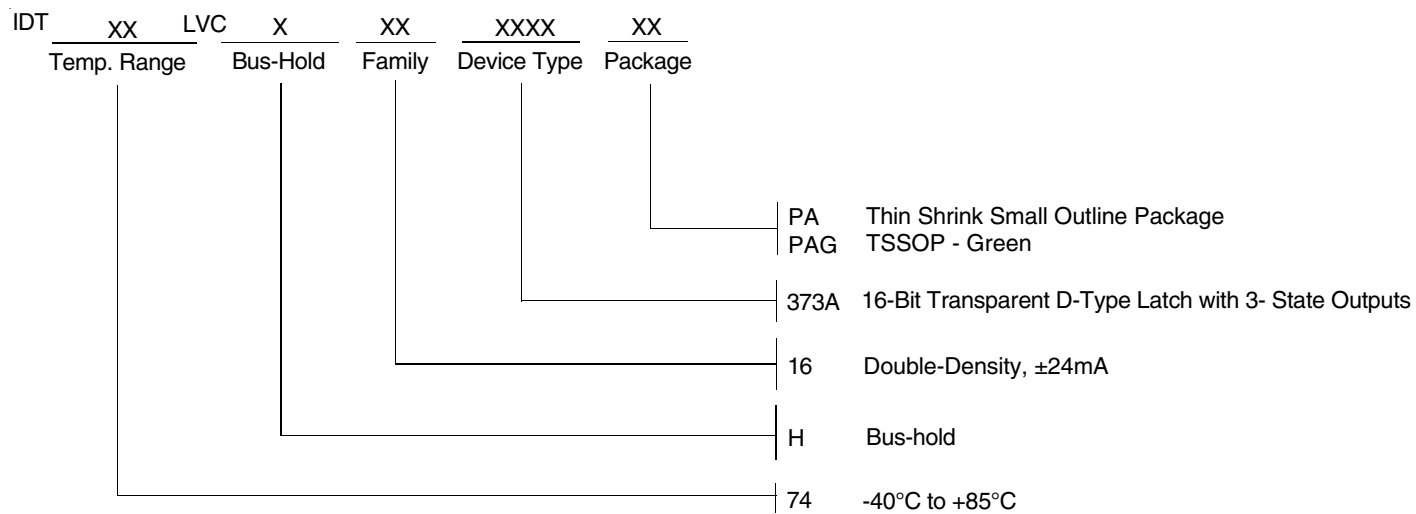 IDT XX LVC X XX XXXX XX
Temp. Range Bus-Hold Family Device Type Package
PA Thin Shrink Small Outline Package
PAG TSSOP - Green
373A 16-Bit Transparent D-Type Latch with 3- State Outputs
16 Double-Density, ±24mA
H Bus-hold
74 -40°C to +85°C